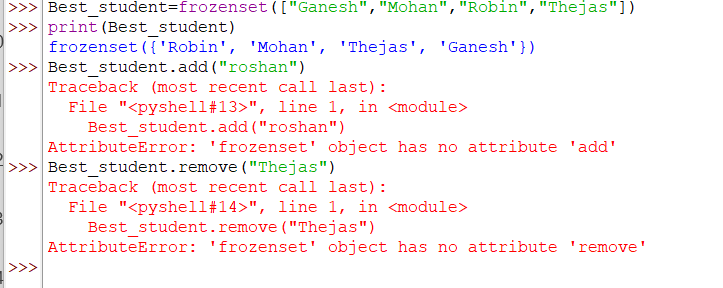 >>> Best_student=frozenset(["Ganesh","Mohan","Robin","Thejas"])
>>> print(Best_student)
frozenset({'Robin', 'Mohan', 'Thejas', 'Ganesh'})
>>> Best_student.add("roshan")
Traceback (most recent call last):
  File "<pyshell#13>", line 1, in <module>
    Best_student.add("roshan")
AttributeError: 'frozenset' object has no attribute 'add'
>>> Best_student.remove("Thejas")
Traceback (most recent call last):
  File "<pyshell#14>", line 1, in <module>
    Best_student.remove("Thejas")
AttributeError: 'frozenset' object has no attribute 'remove'
>>>